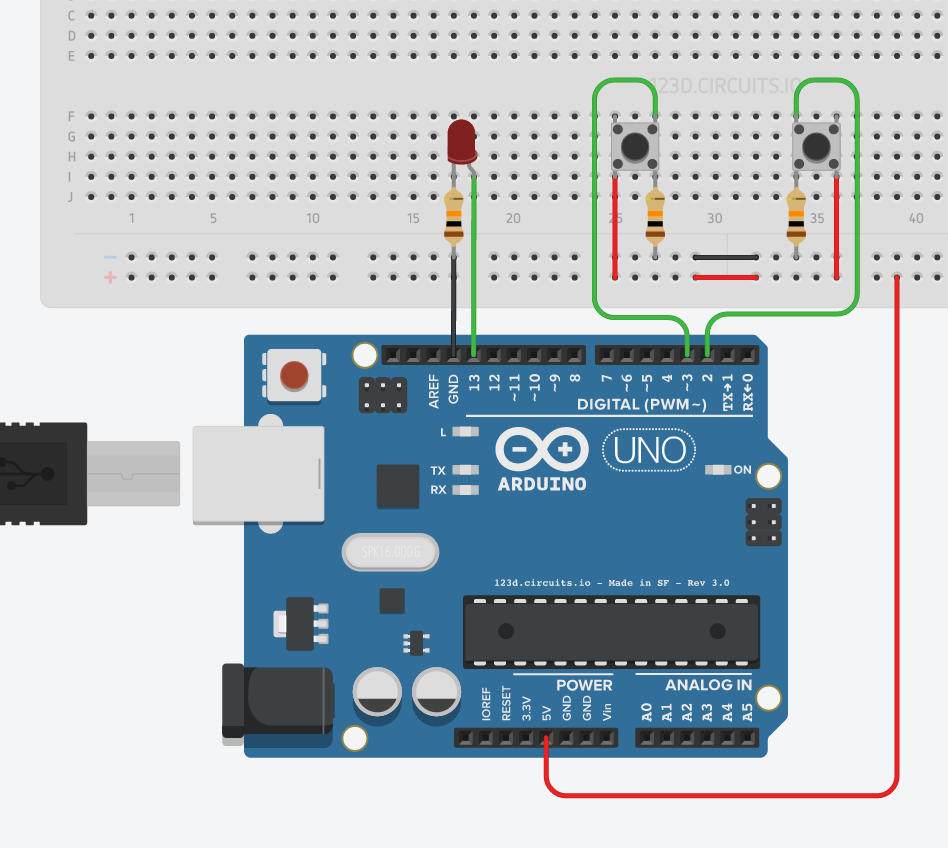 C
D
E
123D.CIRCUITS.IO
F
G
H
I
J
1 5 10 15 20 25 30 35 40
−
+
AREF GND 13 12 ~11 ~10 ~9 8 7 ~6 ~5 4 ~3 2 TX→1 RX←0
DIGITAL (PWM~)
L
TX
RX
UNO
ON
ARDUINO
SPK16.000G
123d.circuits.io - Made in SF - Rev 3.0
POWER
ANALOG IN
IOREF RESET 3.3V 5V GND GND Vin A0 A1 A2 A3 A4 A5